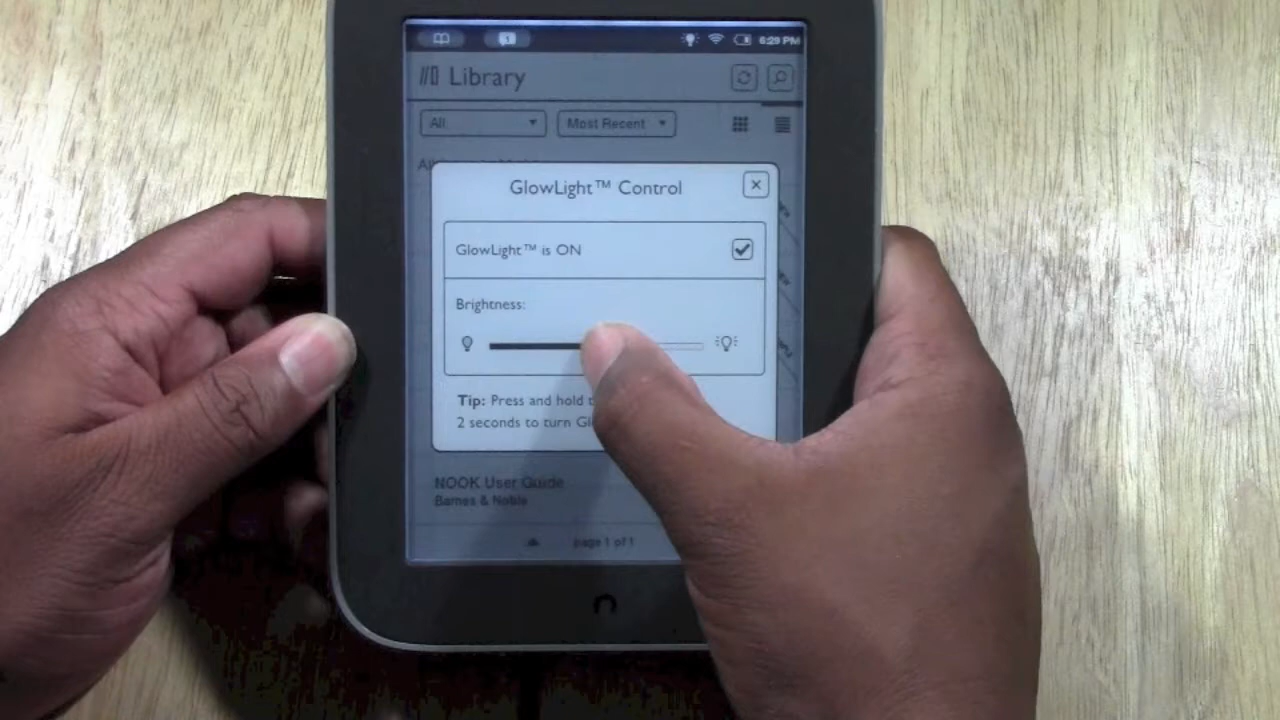 1
6:29 PM
Library
All
Most Recent
GlowLight™ Control
GlowLight™ is ON
Brightness:
Tip: Press and hold
2 seconds to turn
NOOK User Guide
Barnes & Noble
page 1 of 1